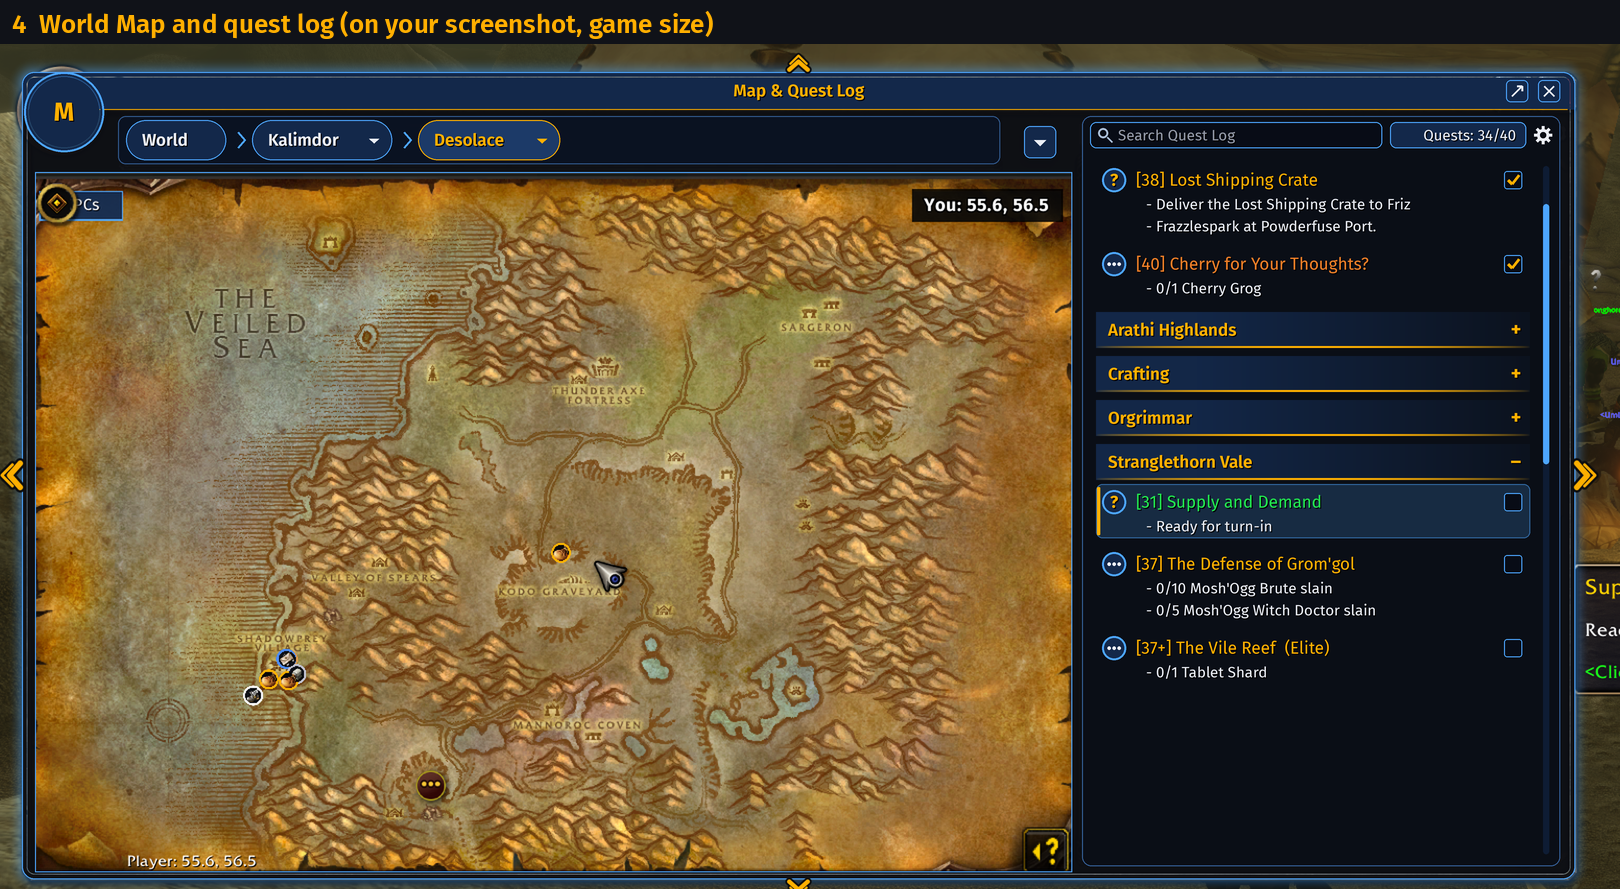 4 World Map and quest log (on your screenshot, game size)
Map & Quest Log
M
World
Kalimdor
Desolace
Search Quest Log
Quests: 34/40
PCs
You: 55.6, 56.5
THE
VEILED
SEA
SARGERON
THUNDER AXE
FORTRESS
VALLEY OF SPEARS
KODO GRAVEYARD
SHADOWPREY
VILLAGE
MANNOROC COVEN
Player: 55.6, 56.5
?
? [38] Lost Shipping Crate
- Deliver the Lost Shipping Crate to Friz
- Frazzlespark at Powderfuse Port.
[40] Cherry for Your Thoughts?
- 0/1 Cherry Grog
Arathi Highlands +
Crafting +
Orgrimmar +
Stranglethorn Vale −
? [31] Supply and Demand
- Ready for turn-in
[37] The Defense of Grom'gol
- 0/10 Mosh'Ogg Brute slain
- 0/5 Mosh'Ogg Witch Doctor slain
[37+] The Vile Reef (Elite)
- 0/1 Tablet Shard
?
Sup
Rea
<Cli